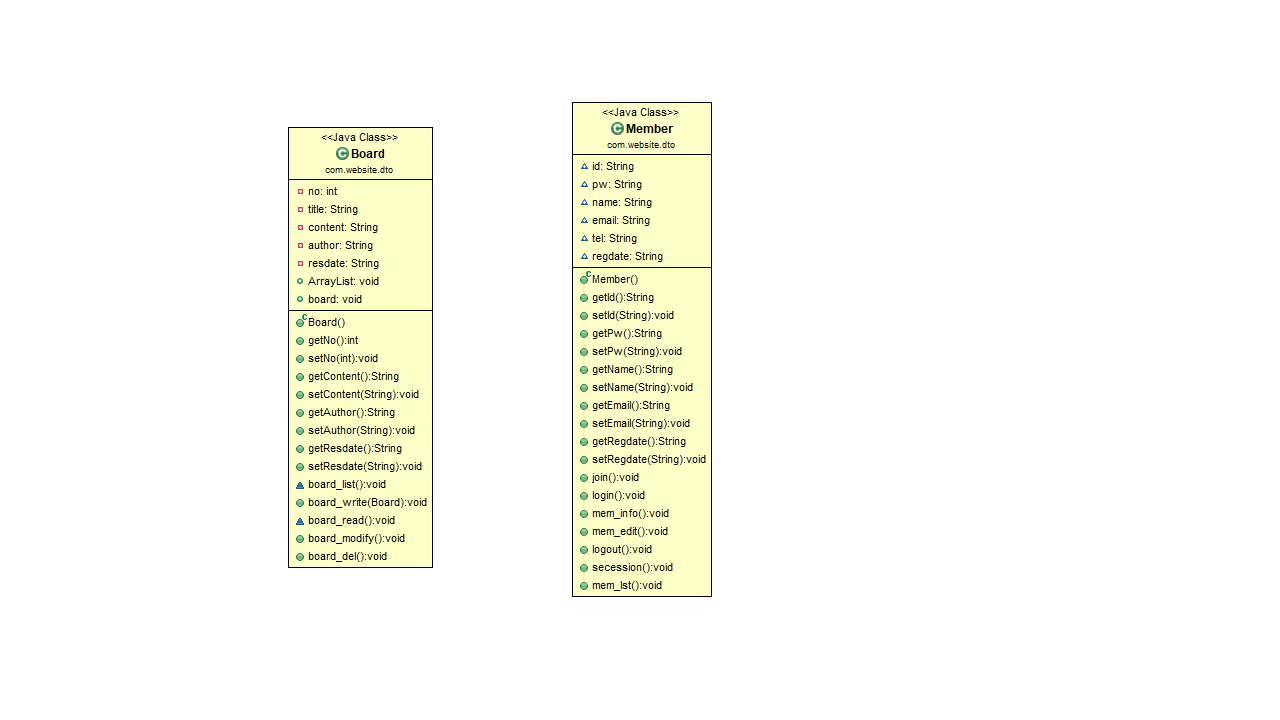 <<Java Class>>
Board
com.website.dto
no: int
title: String
content: String
author: String
resdate: String
ArrayList: void
board: void
Board()
getNo():int
setNo(int):void
getContent():String
setContent(String):void
getAuthor():String
setAuthor(String):void
getResdate():String
setResdate(String):void
board_list():void
board_write(Board):void
board_read():void
board_modify():void
board_del():void
<<Java Class>>
Member
com.website.dto
id: String
pw: String
name: String
email: String
tel: String
regdate: String
Member()
getId():String
setId(String):void
getPw():String
setPw(String):void
getName():String
setName(String):void
getEmail():String
setEmail(String):void
getRegdate():String
setRegdate(String):void
join():void
login():void
mem_info():void
mem_edit():void
logout():void
secession():void
mem_lst():void